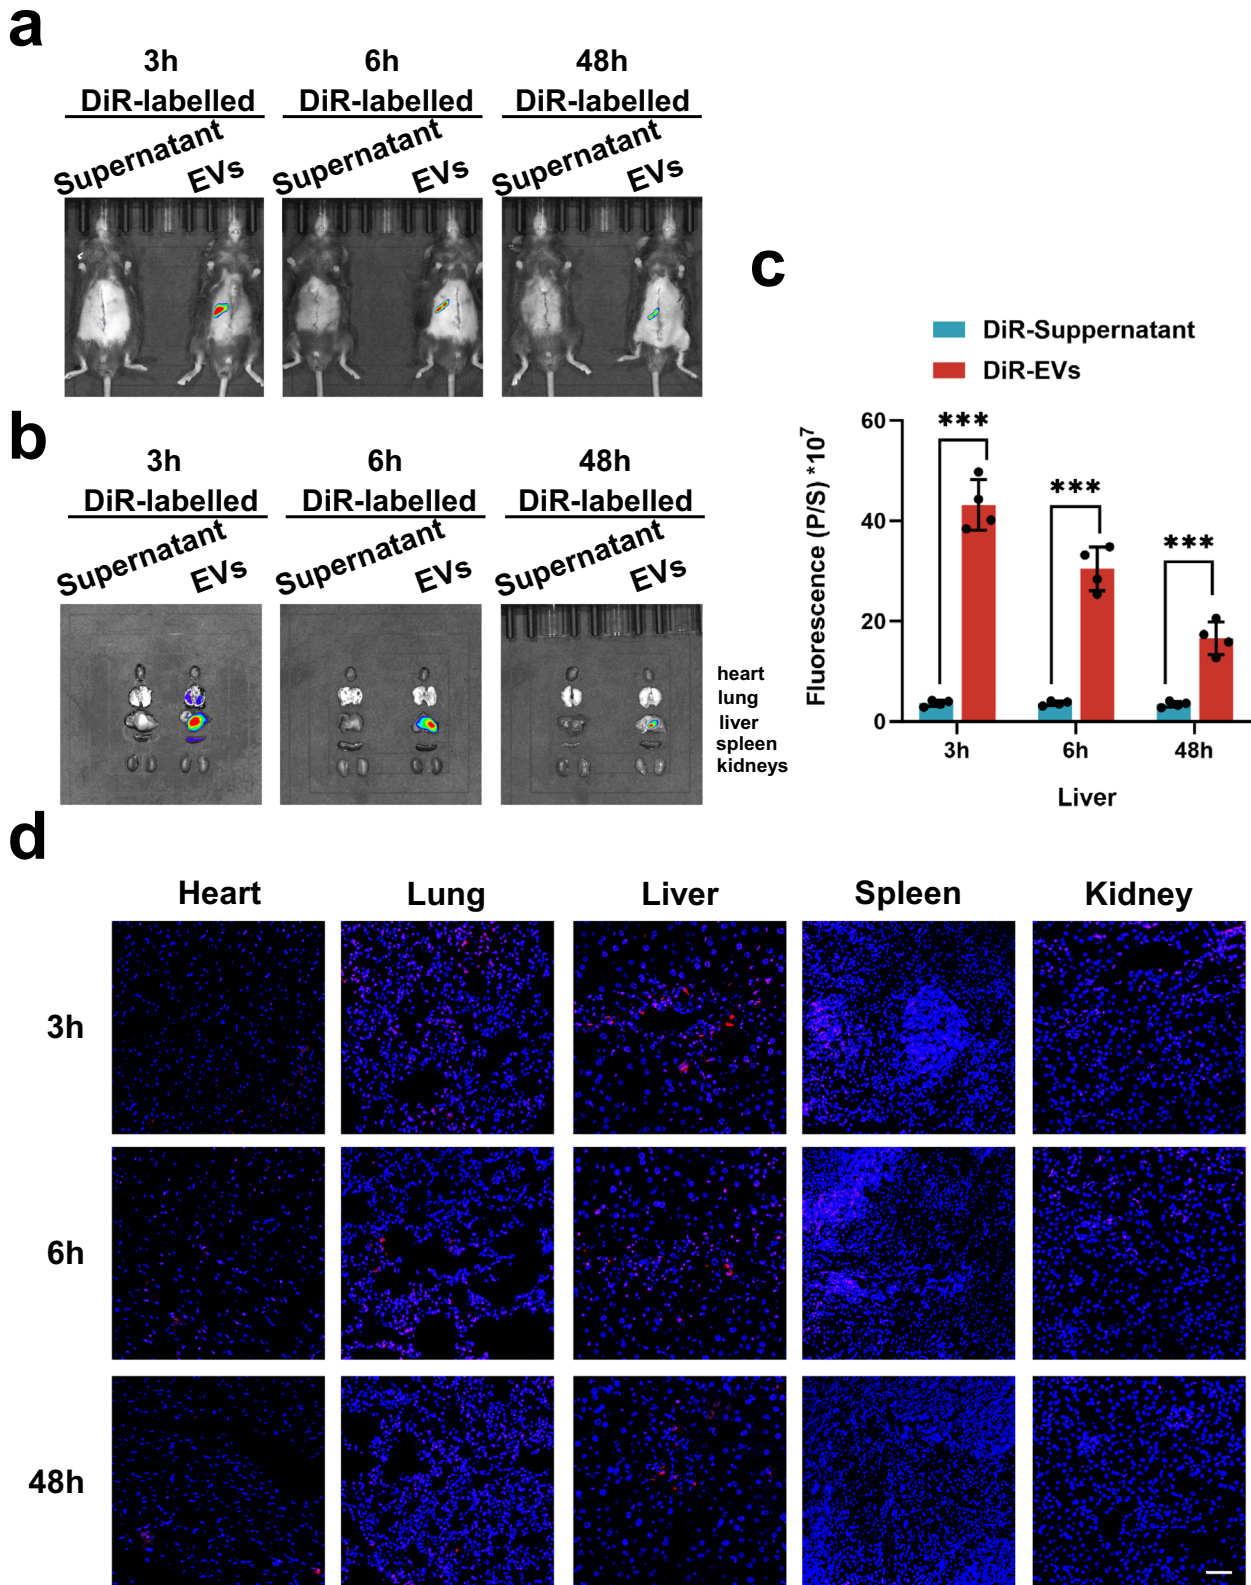 a
3h 6h 48h
DiR-labelled DiR-labelled DiR-labelled
Supernatant EVs Supernatant EVs Supernatant EVs
b
3h 6h 48h
DiR-labelled DiR-labelled DiR-labelled
Supernatant EVs Supernatant EVs Supernatant EVs
heart
lung
liver
spleen
kidneys
c
DiR-Suppernatant
DiR-EVs
Fluorescence (P/S) *10⁷
60
40
20
0
*** *** ***
3h 6h 48h
Liver
d
Heart Lung Liver Spleen Kidney
3h
6h
48h